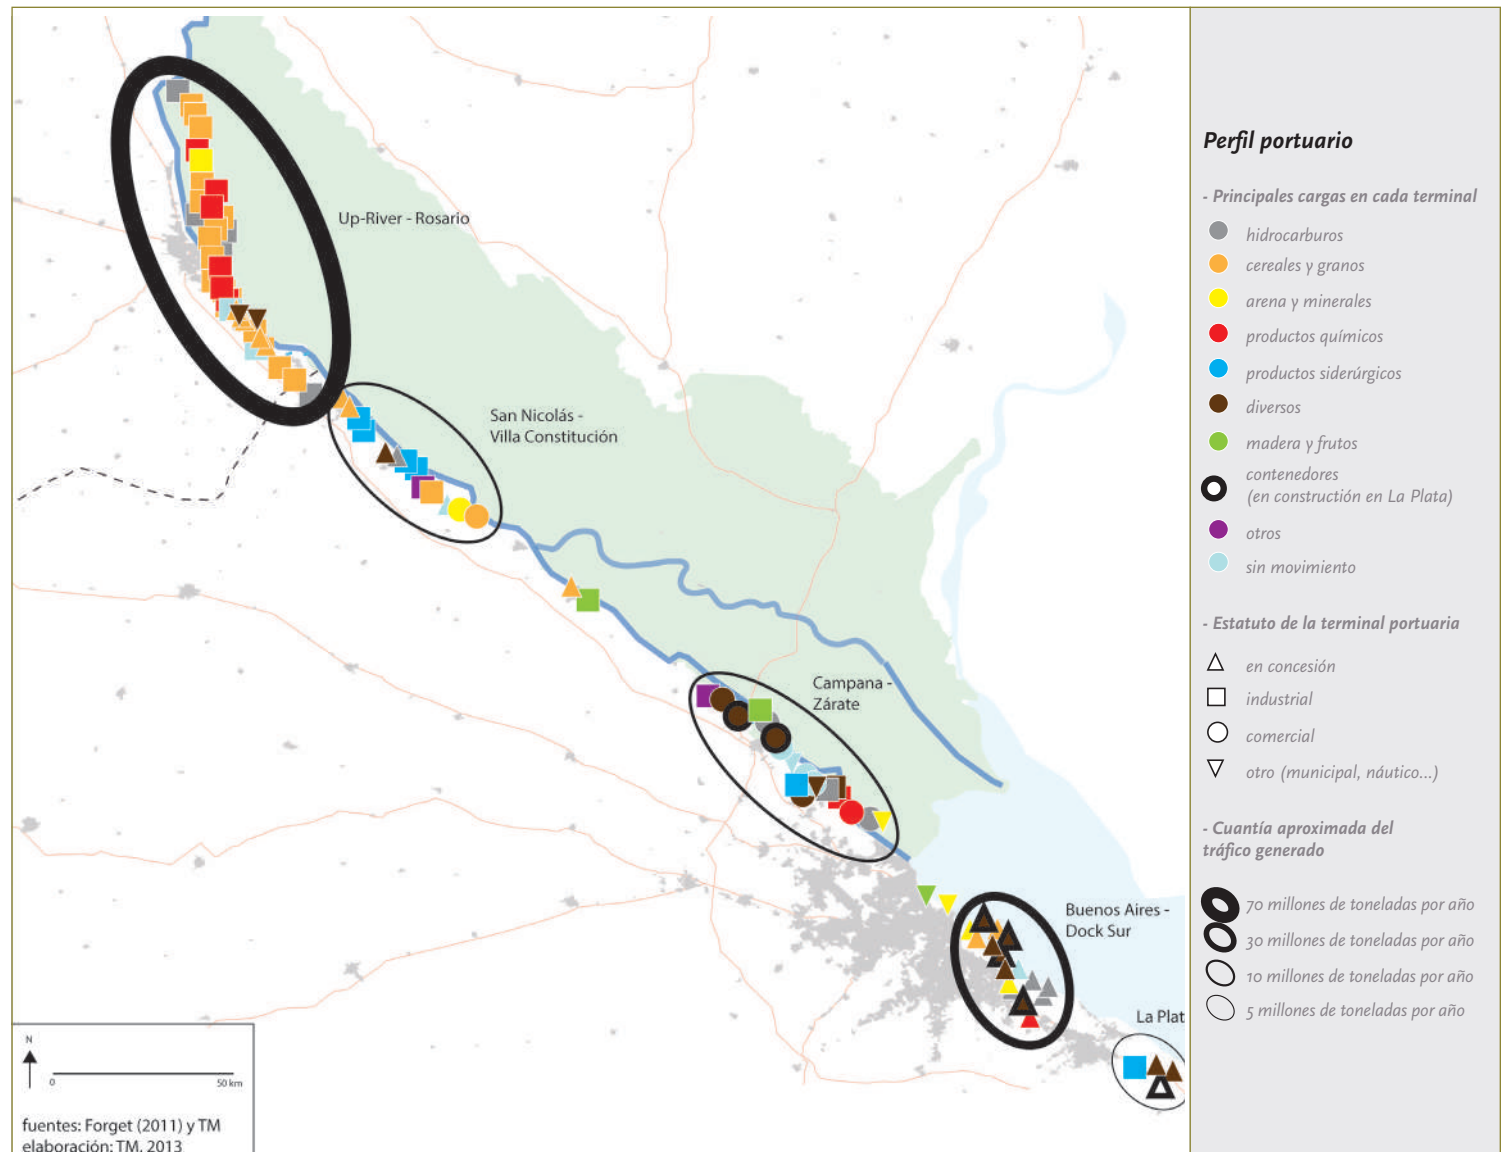 Up-River - Rosario
San Nicolás -
Villa Constitución
Campana -
Zárate
Buenos Aires -
Dock Sur
La Plat
N
0
50 km
fuentes: Forget (2011) y TM
elaboración: TM, 2013
Perfil portuario
- Principales cargas en cada terminal
hidrocarburos
cereales y granos
arena y minerales
productos químicos
productos siderúrgicos
diversos
madera y frutos
contenedores
(en constructión en La Plata)
otros
sin movimiento
- Estatuto de la terminal portuaria
en concesión
industrial
comercial
otro (municipal, náutico...)
- Cuantía aproximada del
tráfico generado
70 millones de toneladas por año
30 millones de toneladas por año
10 millones de toneladas por año
5 millones de toneladas por año